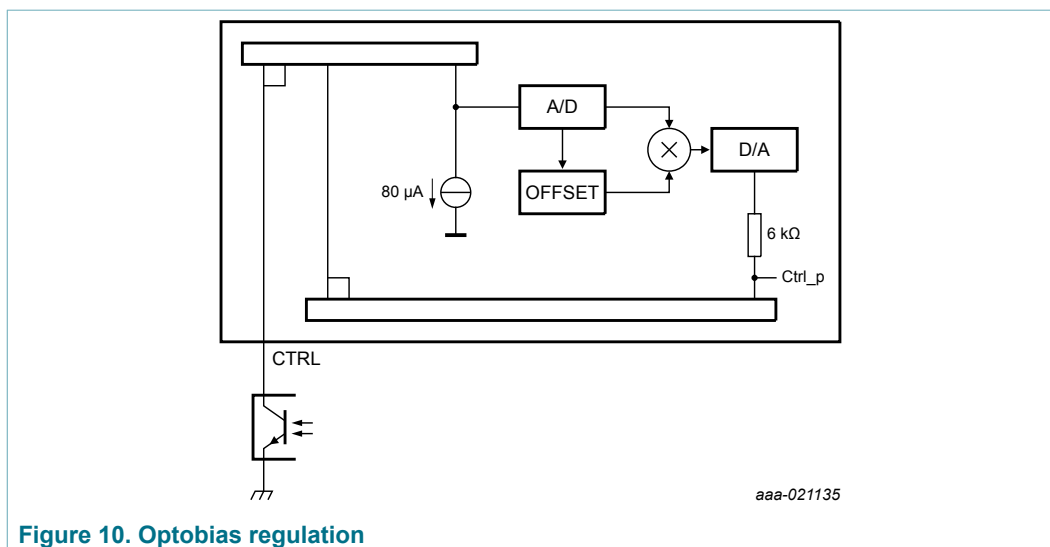 A/D
D/A
80 µA
OFFSET
6 kΩ
Ctrl_p
CTRL
aaa-021135
Figure 10. Optobias regulation